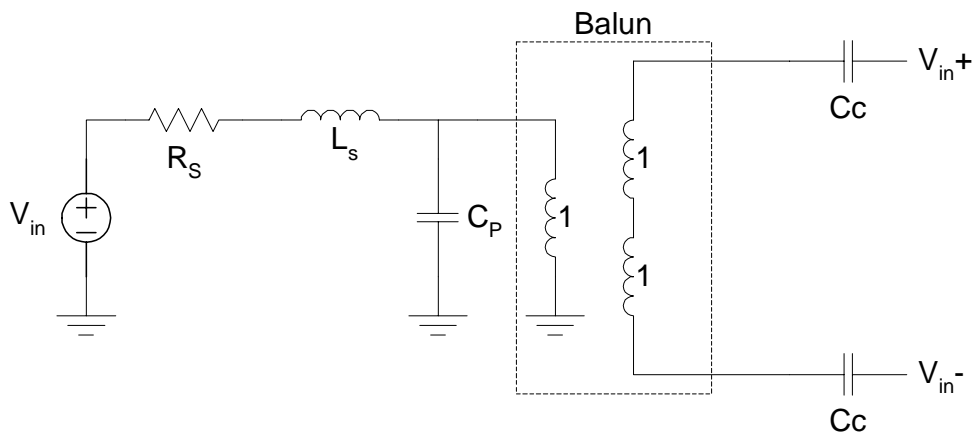 Balun
V_in+
Cc
R_S
L_s
V_in
C_P
1
1
1
V_in-
Cc